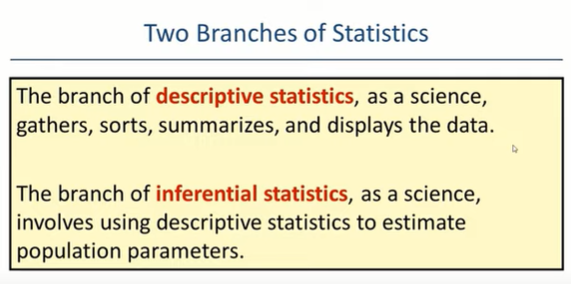 Two Branches of Statistics
The branch of descriptive statistics, as a science,
gathers, sorts, summarizes, and displays the data.
The branch of inferential statistics, as a science,
involves using descriptive statistics to estimate
population parameters.